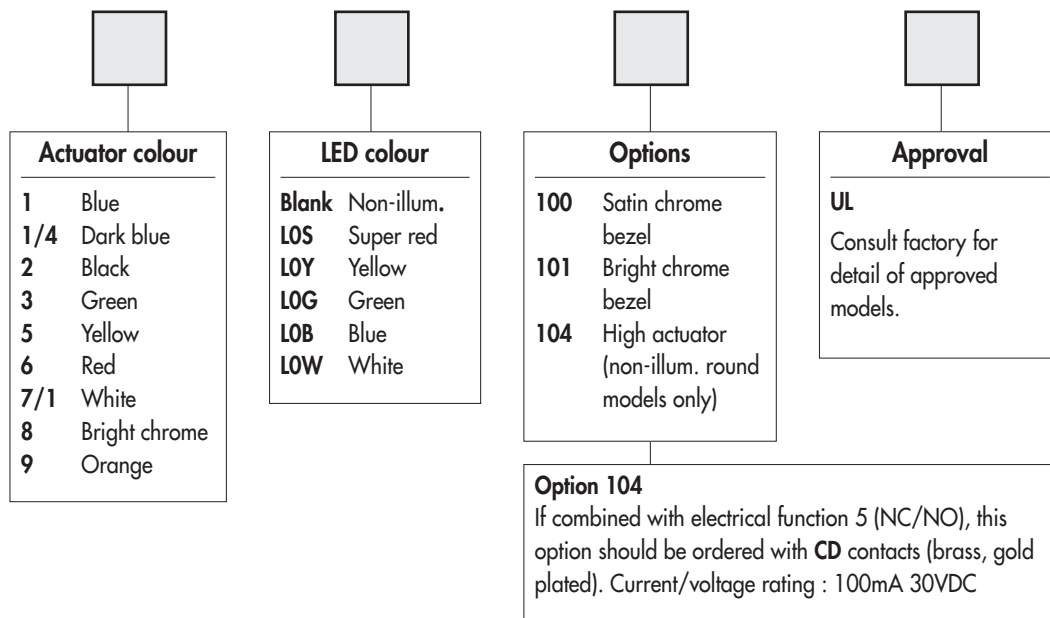 Actuator colour
1 Blue
1/4 Dark blue
2 Black
3 Green
5 Yellow
6 Red
7/1 White
8 Bright chrome
9 Orange
LED colour
Blank Non-illum.
L0S Super red
L0Y Yellow
L0G Green
L0B Blue
L0W White
Options
100 Satin chrome
bezel
101 Bright chrome
bezel
104 High actuator
(non-illum. round
models only)
Approval
UL
Consult factory for
detail of approved
models.
Option 104
If combined with electrical function 5 (NC/NO), this
option should be ordered with CD contacts (brass, gold
plated). Current/voltage rating : 100mA 30VDC